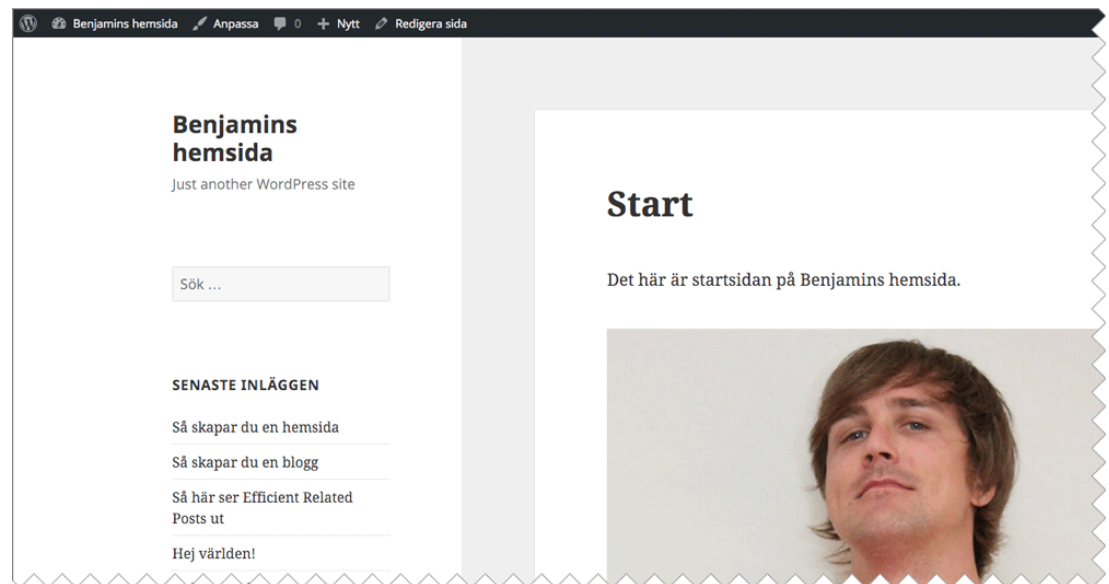 Benjamins hemsida Anpassa 0 Nytt Redigera sida
Benjamins
hemsida
Just another WordPress site
Sök ...
SENASTE INLÄGGEN
Så skapar du en hemsida
Så skapar du en blogg
Så här ser Efficient Related
Posts ut
Hej världen!
Start
Det här är startsidan på Benjamins hemsida.